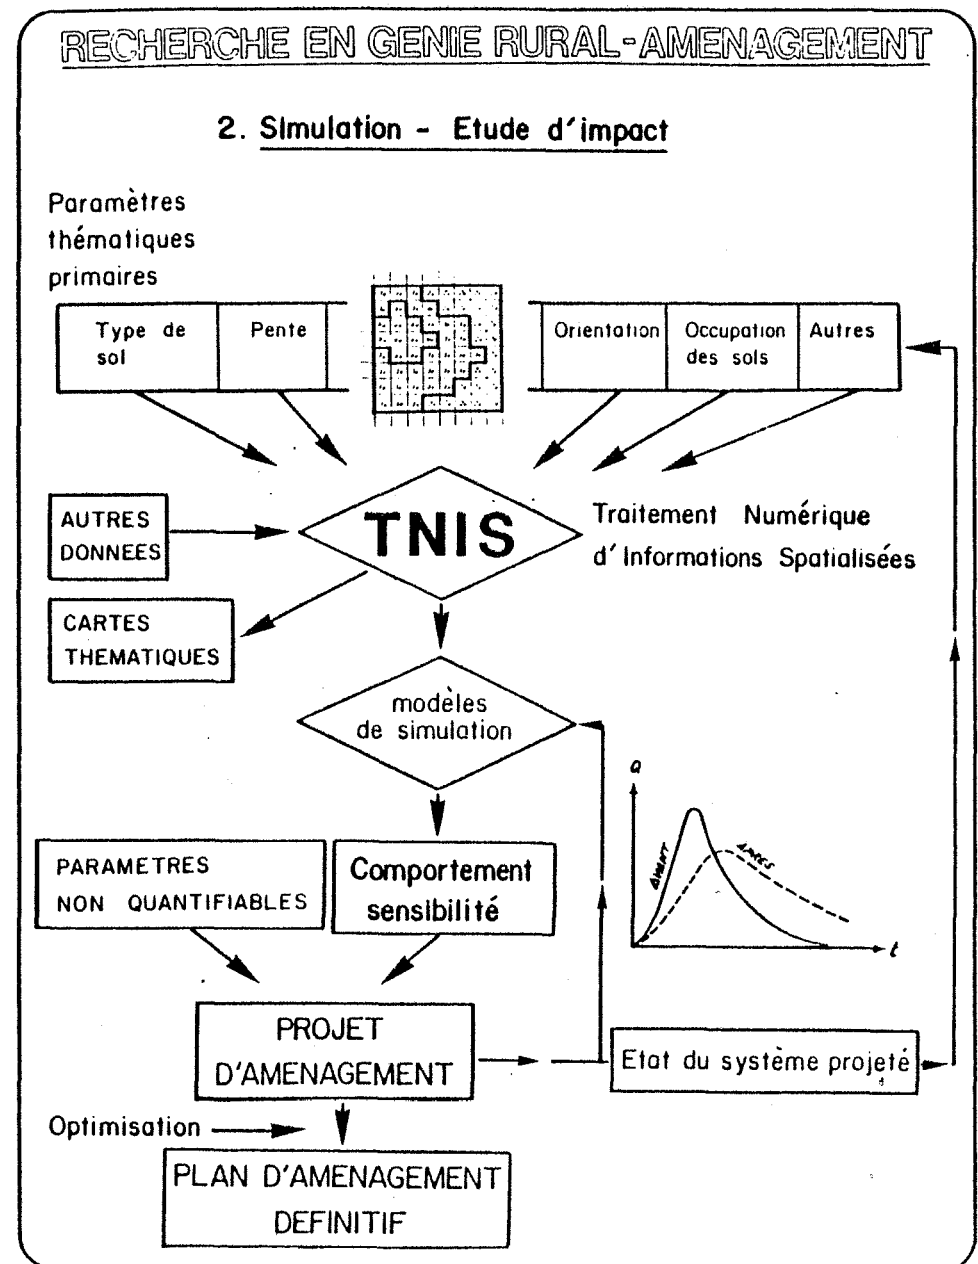 RECHERCHE EN GENIE RURAL-AMENAGEMENT
2. Simulation - Etude d'impact
Paramètres
thématiques
primaires
Type de
sol
Pente
Orientation
Occupation
des sols
Autres
AUTRES
DONNEES
TNIS
Traitement Numérique
d'Informations Spatialisées
CARTES
THEMATIQUES
modèles
de simulation
Q
AVANT
APRES
t
PARAMETRES
NON QUANTIFIABLES
Comportement
sensibilité
PROJET
D'AMENAGEMENT
Etat du système projeté
Optimisation
PLAN D'AMENAGEMENT
DEFINITIF